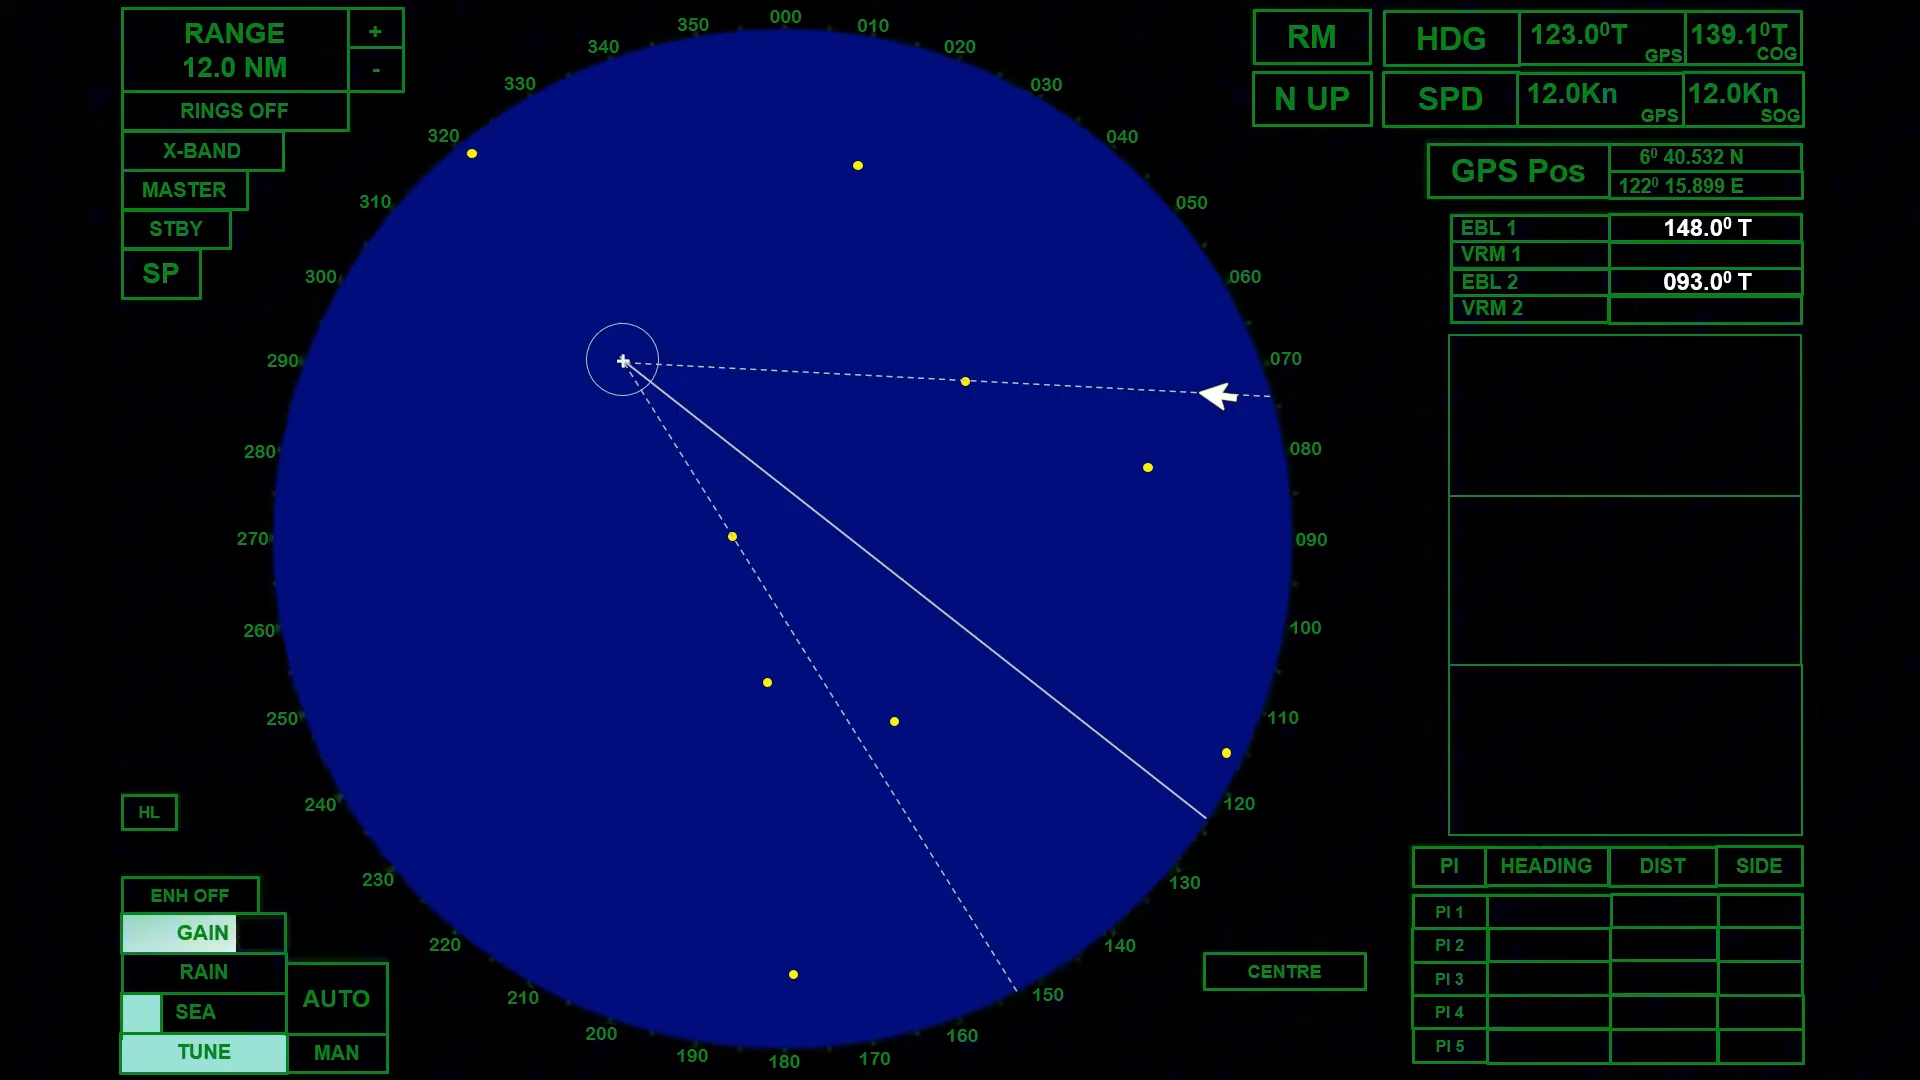 RANGE
12.0 NM
+
-
RINGS OFF
X-BAND
MASTER
STBY
SP
RM
HDG
123.0⁰T
GPS
139.1⁰T
COG
N UP
SPD
12.0Kn
GPS
12.0Kn
SOG
GPS Pos
6⁰ 40.532 N
122⁰ 15.899 E
EBL 1
148.0⁰ T
VRM 1
EBL 2
093.0⁰ T
VRM 2
000
010
020
030
040
050
060
070
080
090
100
110
120
130
140
150
160
170
180
190
200
210
220
230
240
250
260
270
280
290
300
310
320
330
340
350
HL
ENH OFF
GAIN
RAIN
SEA
AUTO
TUNE
MAN
CENTRE
PI
HEADING
DIST
SIDE
PI 1
PI 2
PI 3
PI 4
PI 5